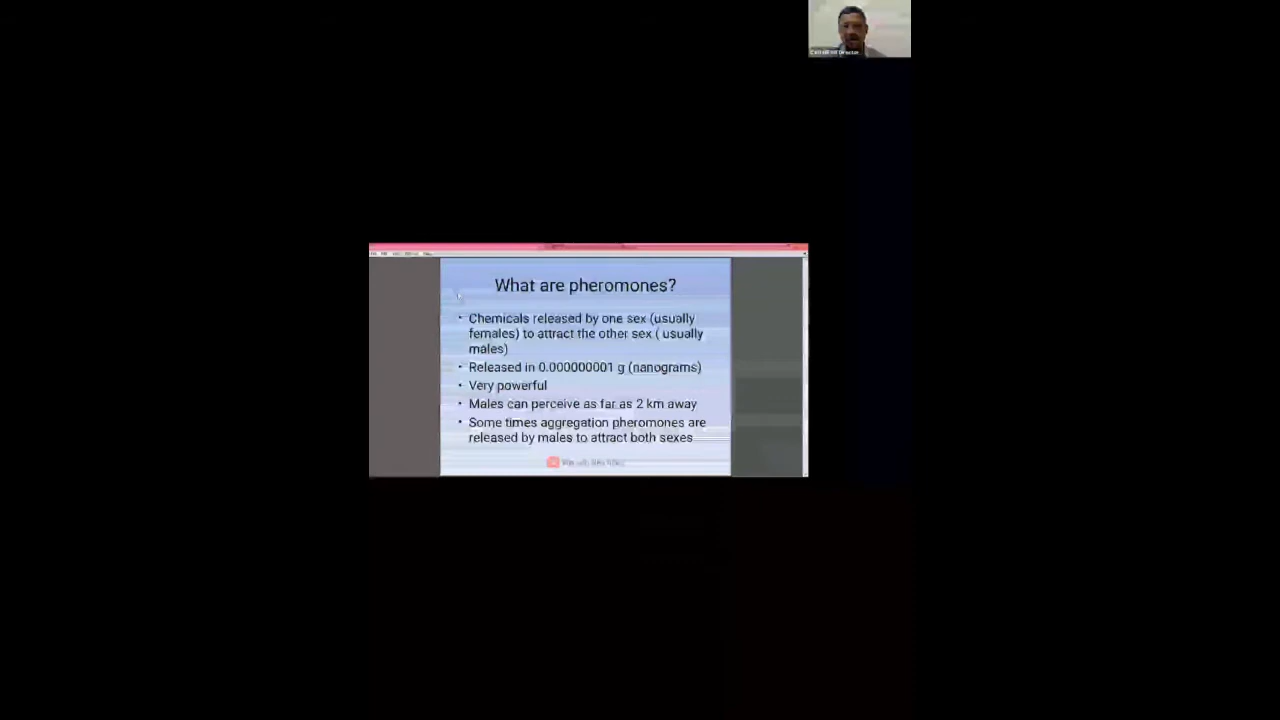 What are pheromones?
• Chemicals released by one sex (usually
females) to attract the other sex ( usually
males)
• Released in 0.000000001 g (nanograms)
• Very powerful
• Males can perceive as far as 2 km away
• Some times aggregation pheromones are
released by males to attract both sexes
Director